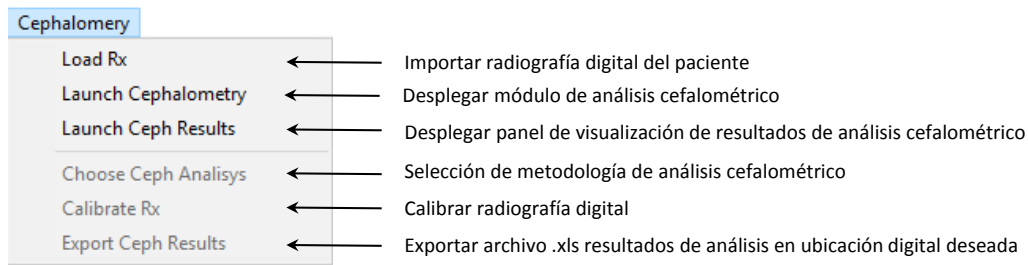 Cephalomery
Load Rx Importar radiografía digital del paciente
Launch Cephalometry Desplegar módulo de análisis cefalométrico
Launch Ceph Results Desplegar panel de visualización de resultados de análisis cefalométrico
Choose Ceph Analisys Selección de metodología de análisis cefalométrico
Calibrate Rx Calibrar radiografía digital
Export Ceph Results Exportar archivo .xls resultados de análisis en ubicación digital deseada